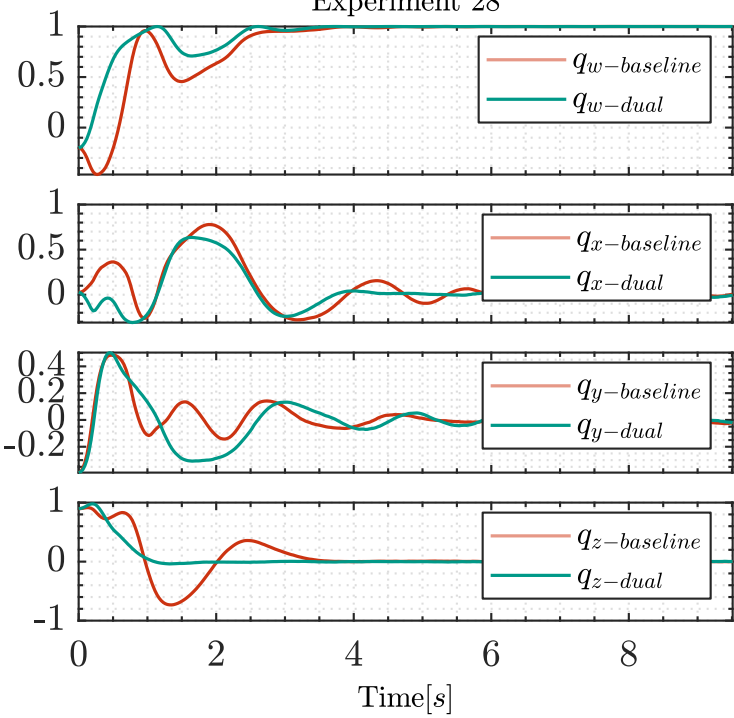 Experiment 28
1
0.5
0
q_{w-baseline}
q_{w-dual}
1
0.5
0
q_{x-baseline}
q_{x-dual}
0.4
0.2
0
-0.2
q_{y-baseline}
q_{y-dual}
1
0
-1
q_{z-baseline}
q_{z-dual}
0 2 4 6 8
Time[s]